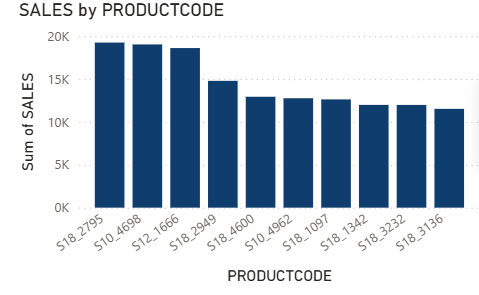 SALES by PRODUCTCODE
20K
15K
10K
5K
0K
Sum of SALES
S18_2795
S10_4698
S12_1666
S18_2949
S18_4600
S10_4962
S18_1097
S18_1342
S18_3232
S18_3136
PRODUCTCODE